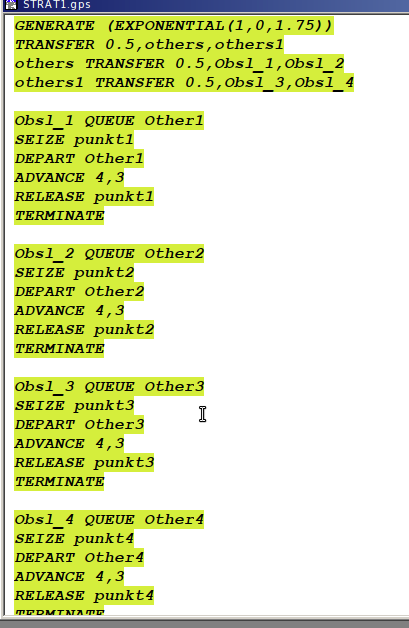 STRAT1.gps
GENERATE (EXPONENTIAL(1,0,1.75))
TRANSFER 0.5,others,others1
others TRANSFER 0.5,Obsl_1,Obsl_2
others1 TRANSFER 0.5,Obsl_3,Obsl_4
Obsl_1 QUEUE Other1
SEIZE punkt1
DEPART Other1
ADVANCE 4,3
RELEASE punkt1
TERMINATE
Obsl_2 QUEUE Other2
SEIZE punkt2
DEPART Other2
ADVANCE 4,3
RELEASE punkt2
TERMINATE
Obsl_3 QUEUE Other3
SEIZE punkt3
DEPART Other3
ADVANCE 4,3
RELEASE punkt3
TERMINATE
Obsl_4 QUEUE Other4
SEIZE punkt4
DEPART Other4
ADVANCE 4,3
RELEASE punkt4
TERMINATE